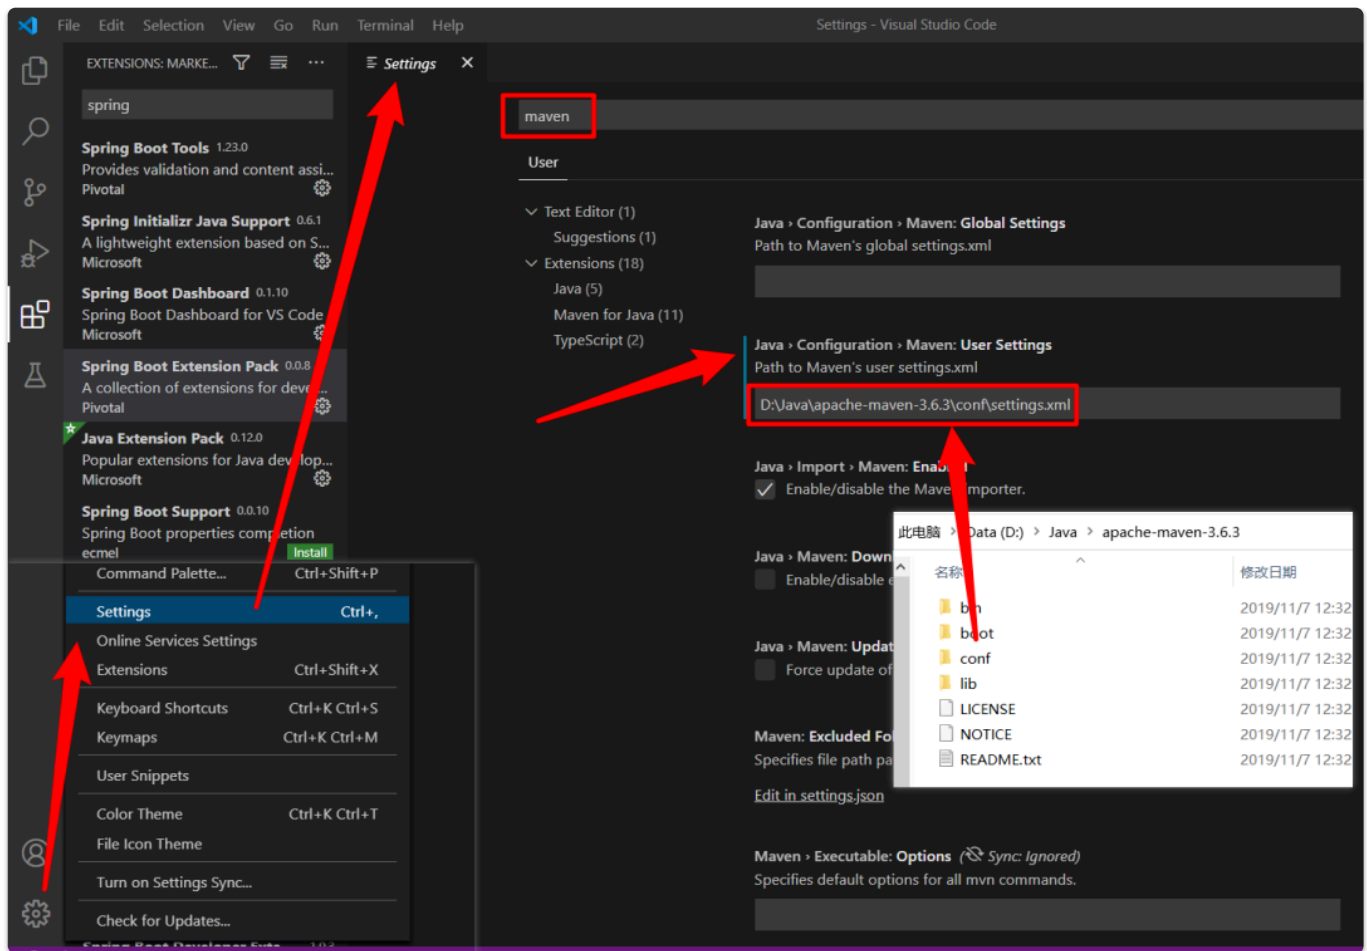 File Edit Selection View Go Run Terminal Help
Settings - Visual Studio Code
EXTENSIONS: MARKE...
spring
Spring Boot Tools 1.23.0
Provides validation and content assi...
Pivotal
Spring Initializr Java Support 0.6.1
A lightweight extension based on S...
Microsoft
Spring Boot Dashboard 0.1.10
Spring Boot Dashboard for VS Code
Microsoft
Spring Boot Extension Pack 0.0.8
A collection of extensions for deve...
Pivotal
Java Extension Pack 0.12.0
Popular extensions for Java develop...
Microsoft
Spring Boot Support 0.0.10
Spring Boot properties completion
ecmel
Install
Command Palette... Ctrl+Shift+P
Settings Ctrl+,
Online Services Settings
Extensions Ctrl+Shift+X
Keyboard Shortcuts Ctrl+K Ctrl+S
Keymaps Ctrl+K Ctrl+M
User Snippets
Color Theme Ctrl+K Ctrl+T
File Icon Theme
Turn on Settings Sync...
Check for Updates...
Settings
maven
User
Text Editor (1)
Suggestions (1)
Extensions (18)
Java (5)
Maven for Java (11)
TypeScript (2)
Java › Configuration › Maven: Global Settings
Path to Maven's global settings.xml
Java › Configuration › Maven: User Settings
Path to Maven's user settings.xml
D:\Java\apache-maven-3.6.3\conf\settings.xml
Java › Import › Maven: Enabled
Enable/disable the Maven importer.
Java › Maven: Down
Enable/disable
Java › Maven: Updat
Force update of
Maven: Excluded Fo
Specifies file path pa
Edit in settings.json
Maven › Executable: Options (Sync: Ignored)
Specifies default options for all mvn commands.
此电脑 › Data (D:) › Java › apache-maven-3.6.3
名称 修改日期
bin 2019/11/7 12:32
boot 2019/11/7 12:32
conf 2019/11/7 12:32
lib 2019/11/7 12:32
LICENSE 2019/11/7 12:32
NOTICE 2019/11/7 12:32
README.txt 2019/11/7 12:32